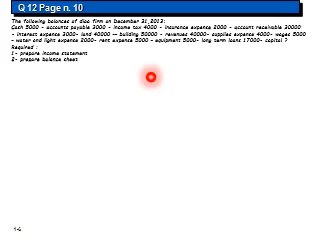 Q 12 Page n. 10
The following balances of diaa firm on December 31, 2013:
Cash 5000 - accounts payable 3000 - income tax 4000 - insurance expense 2000 - account receivable 30000
- interest expense 3000- land 40000 — building 50000 - revenues 40000- supplies expense 4000- wages 5000
- water and light expense 2000- rent expense 5000 - equipment 5000- long term loans 17000- capital ?
Required :
1- prepare income statement
2- prepare balance sheet